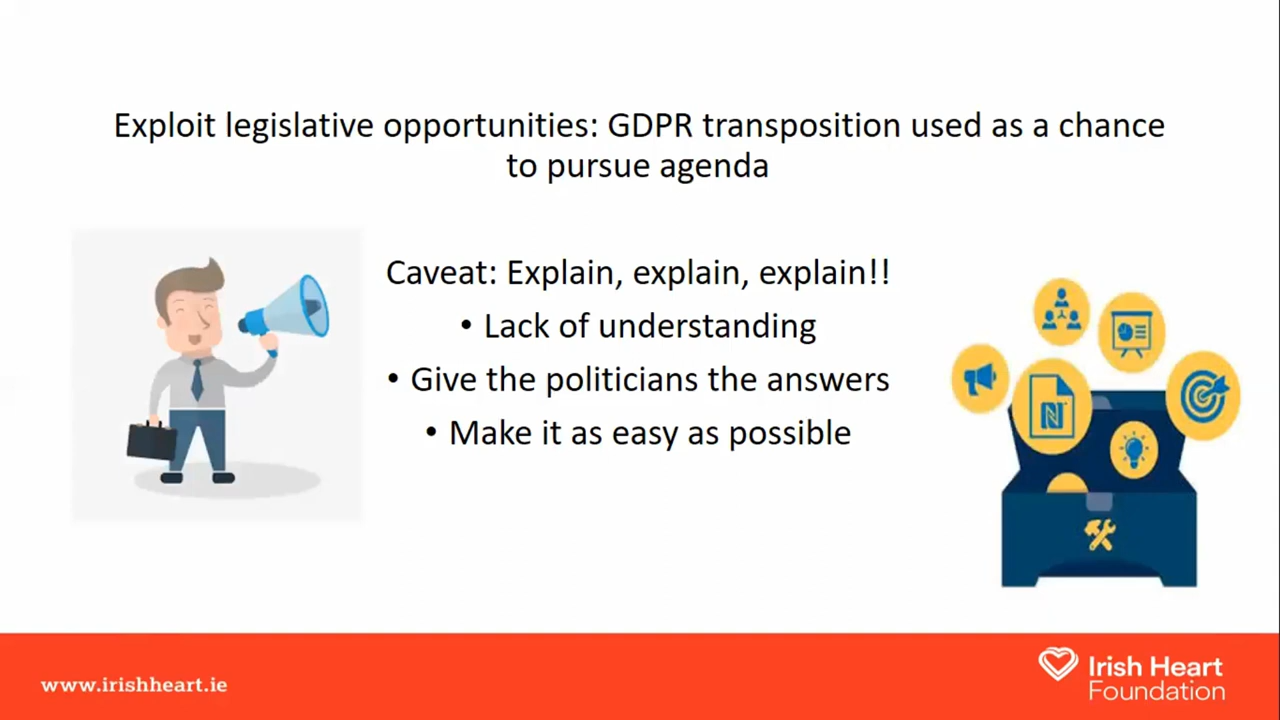 Exploit legislative opportunities: GDPR transposition used as a chance
to pursue agenda
Caveat: Explain, explain, explain!!
• Lack of understanding
• Give the politicians the answers
• Make it as easy as possible
N
www.irishheart.ie
Irish Heart
Foundation